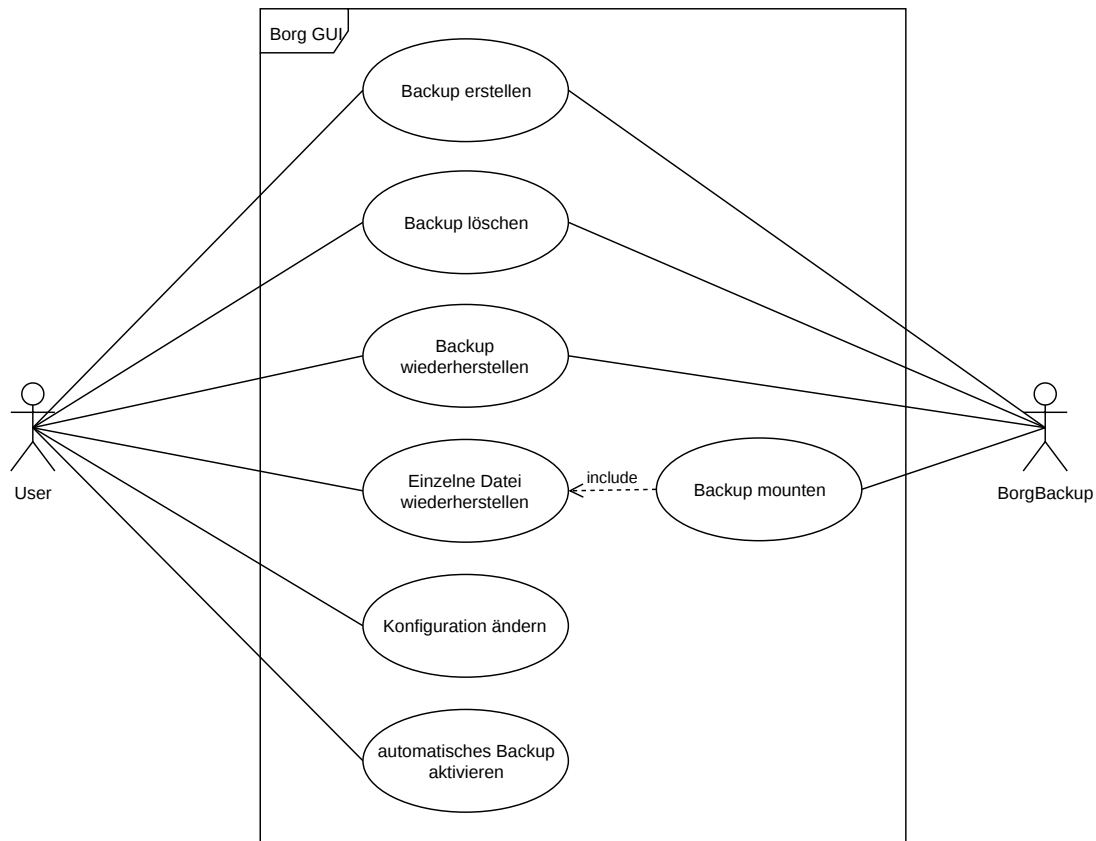 Borg GUI
Backup erstellen
Backup löschen
Backup
wiederherstellen
Einzelne Datei
wiederherstellen
include
Backup mounten
User
BorgBackup
Konfiguration ändern
automatisches Backup
aktivieren